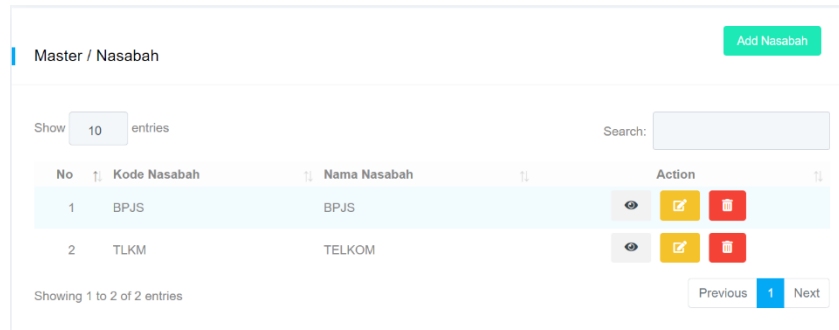 Add Nasabah
Master / Nasabah
Show 10 entries Search:
No Kode Nasabah Nama Nasabah Action
1 BPJS BPJS
2 TLKM TELKOM
Showing 1 to 2 of 2 entries Previous 1 Next